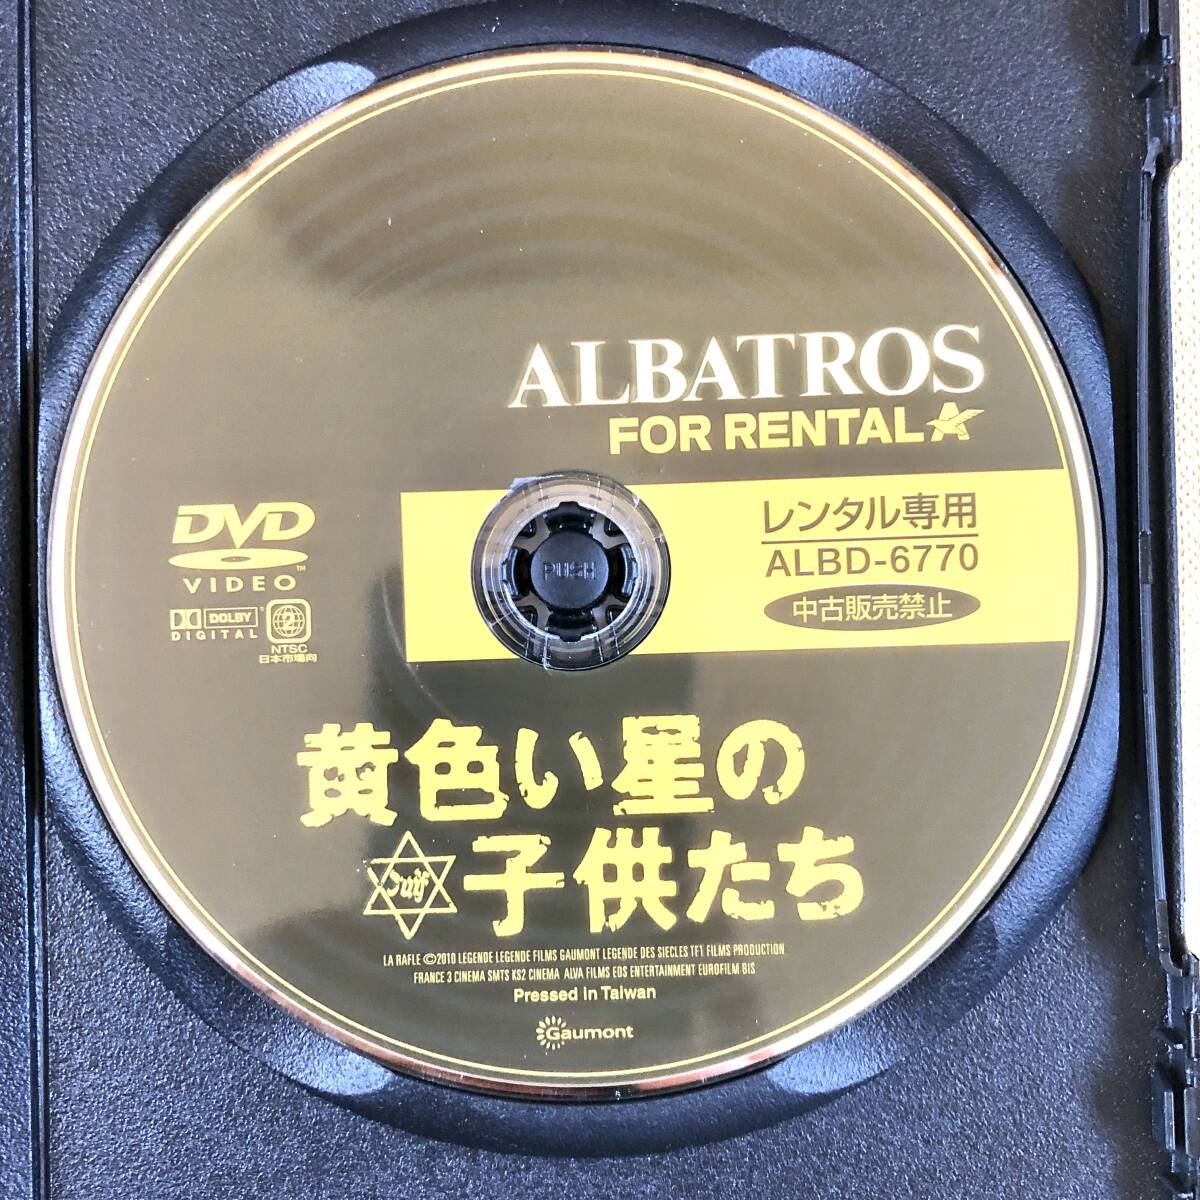 ALBATROS
FOR RENTAL
レンタル専用
ALBD-6770
中古販売禁止
DVD
VIDEO
TM
DOLBY
DIGITAL
2
NTSC
日本市場向
PUSH
黄色い星の
Juif
子供たち
LA RAFLE ©2010 LEGENDE LEGENDE FILMS GAUMONT LEGENDE DES SIECLES TF1 FILMS PRODUCTION
FRANCE 3 CINEMA SMTS KS2 CINEMA ALVA FILMS EOS ENTERTAINMENT EUROFILM BIS
Pressed in Taiwan
Gaumont